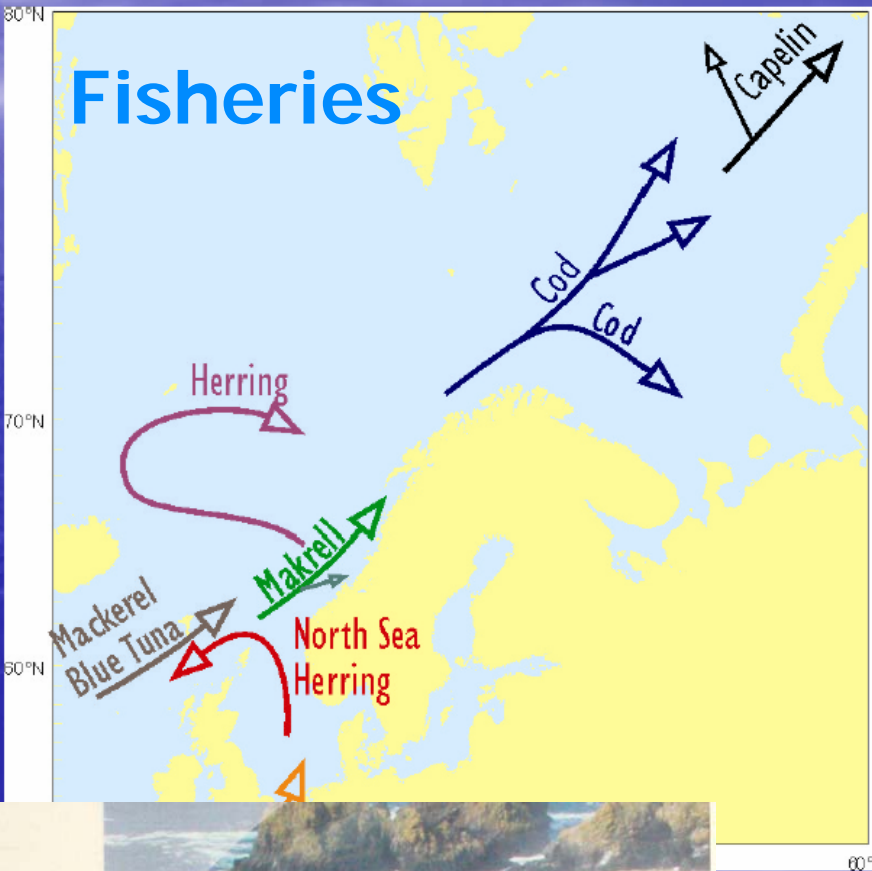 80°N
Fisheries
Capelin
Cod
Cod
Herring
70°N
Makrell
Mackerel
Blue Tuna
North Sea
Herring
60°N
60°